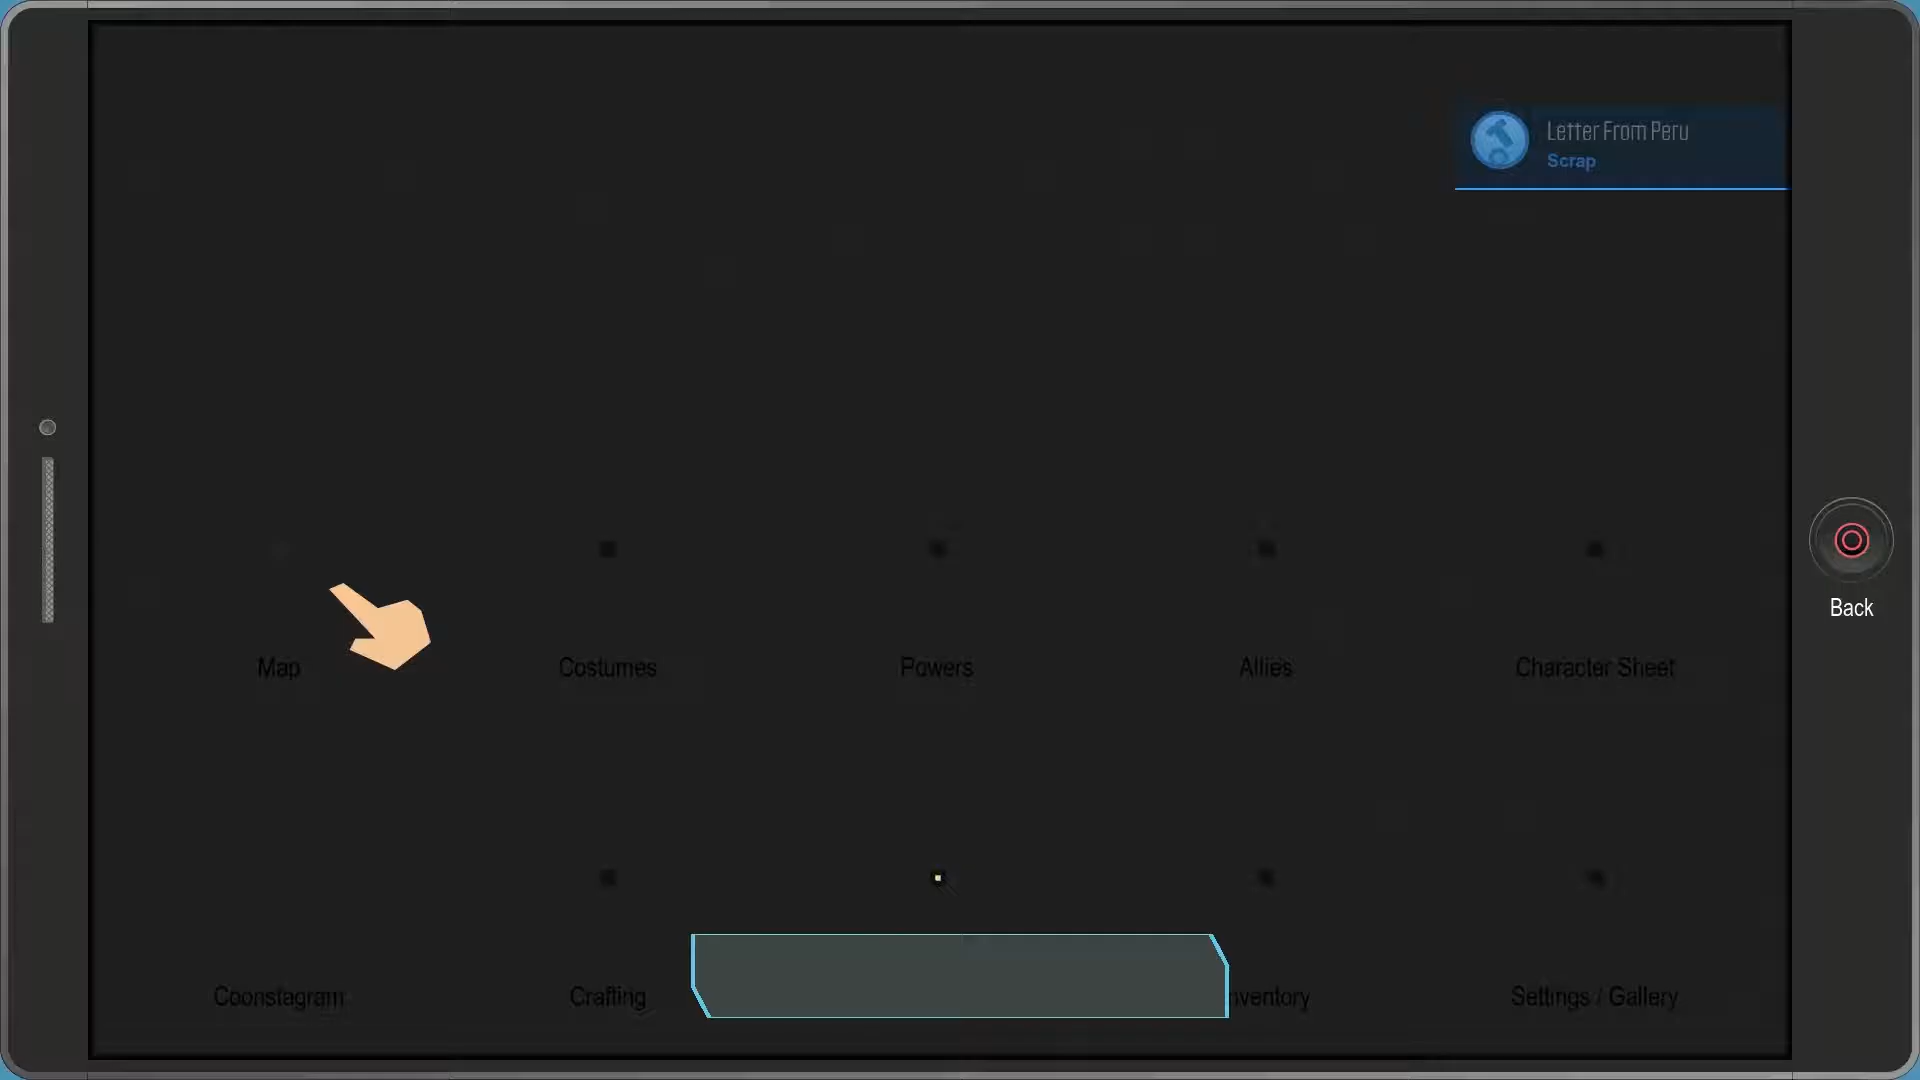 Letter From Peru
Scrap
Back
Map
Costumes
Powers
Allies
Character Sheet
Coonstagram
Crafting
nventory
Settings / Gallery